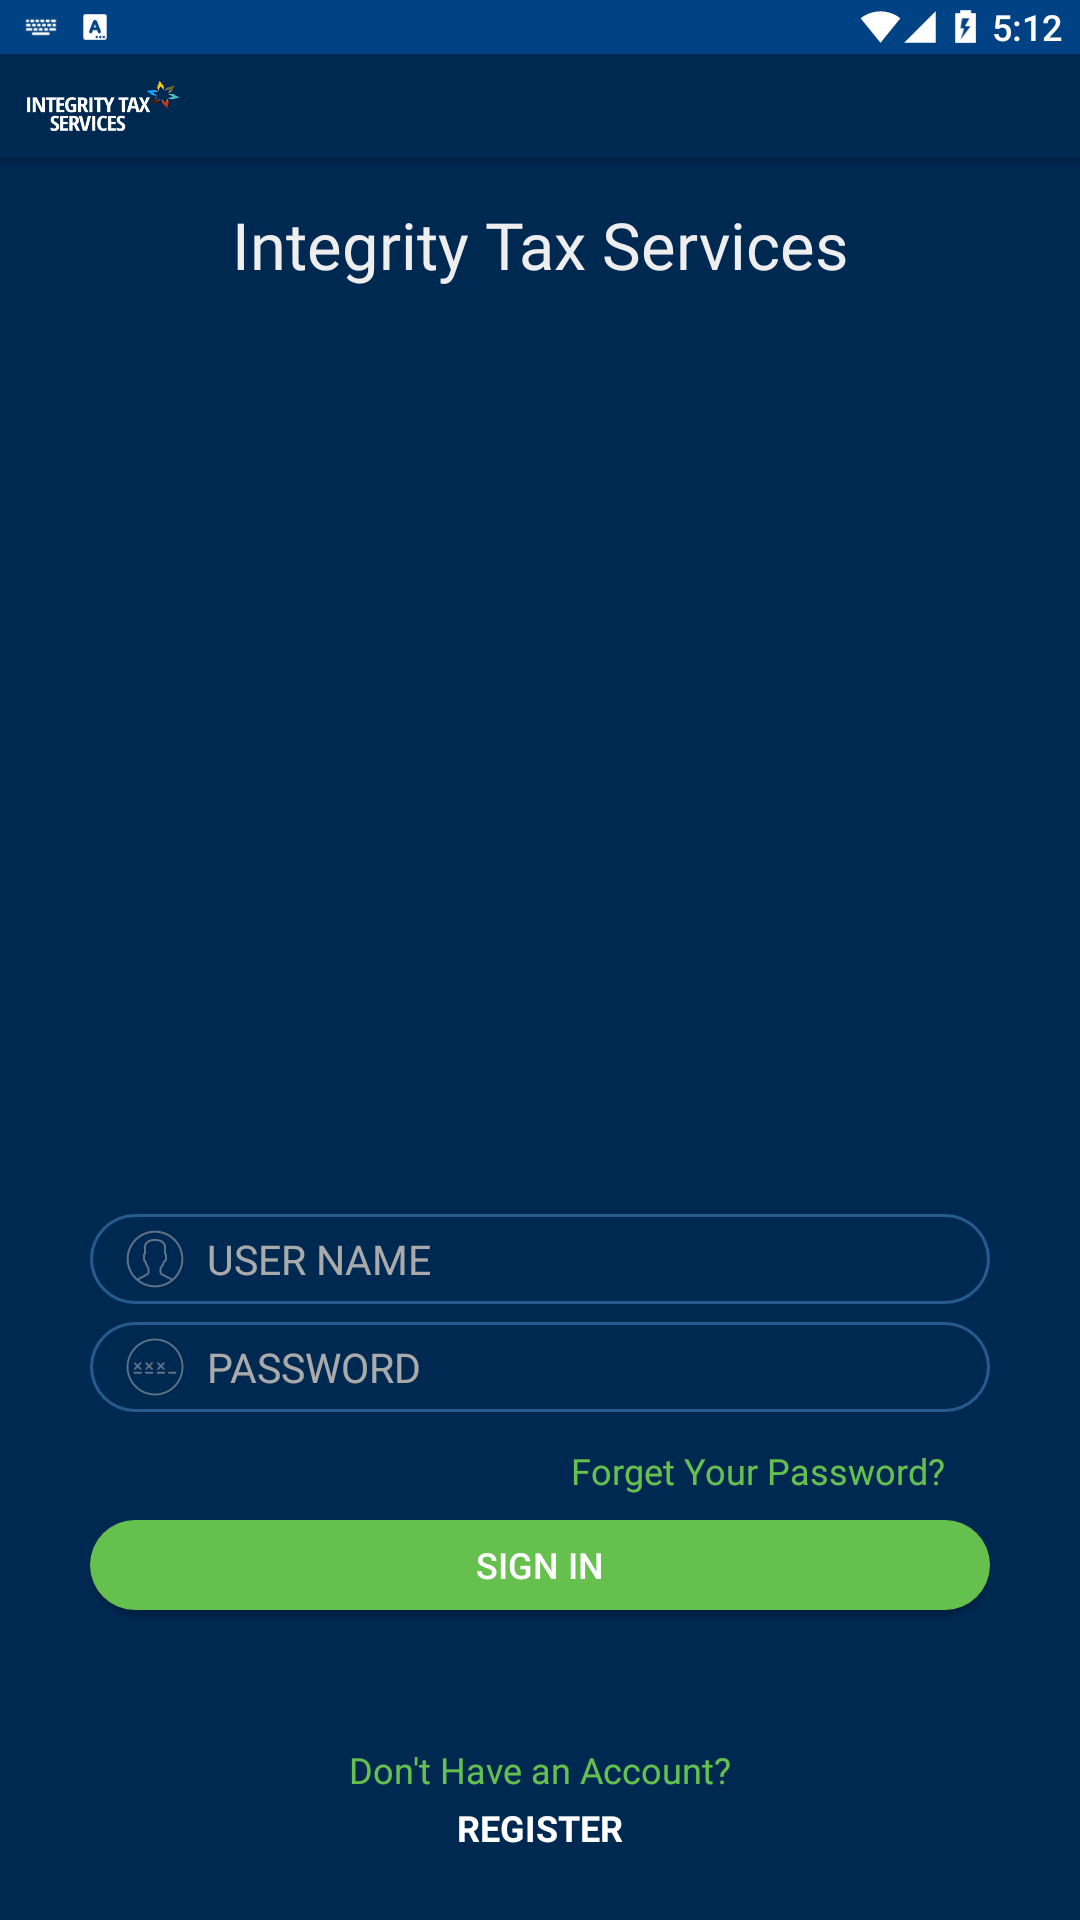 5:12
INTEGRITY TAX
SERVICES
Integrity Tax Services
USER NAME
PASSWORD
Forget Your Password?
SIGN IN
Don't Have an Account?
REGISTER